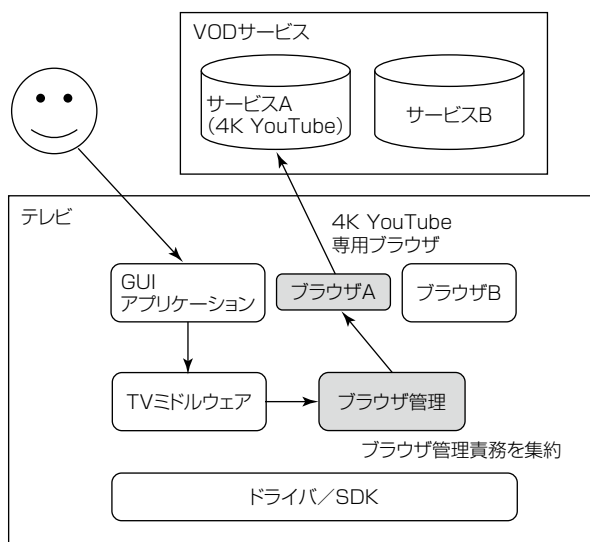 VODサービス
サービスA
（4K YouTube）
サービスB
テレビ
4K YouTube
専用ブラウザ
GUI
アプリケーション
ブラウザA
ブラウザB
TVミドルウェア
ブラウザ管理
ブラウザ管理責務を集約
ドライバ／SDK